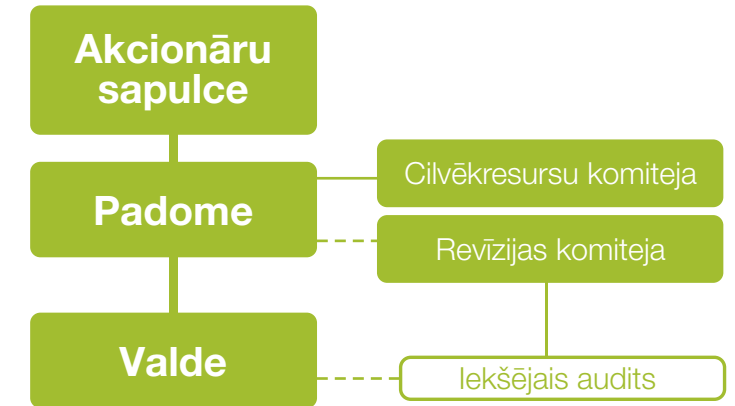 Akcionāru
sapulce
Padome
Cilvēkresursu komiteja
Revīzijas komiteja
Valde
Iekšējais audits